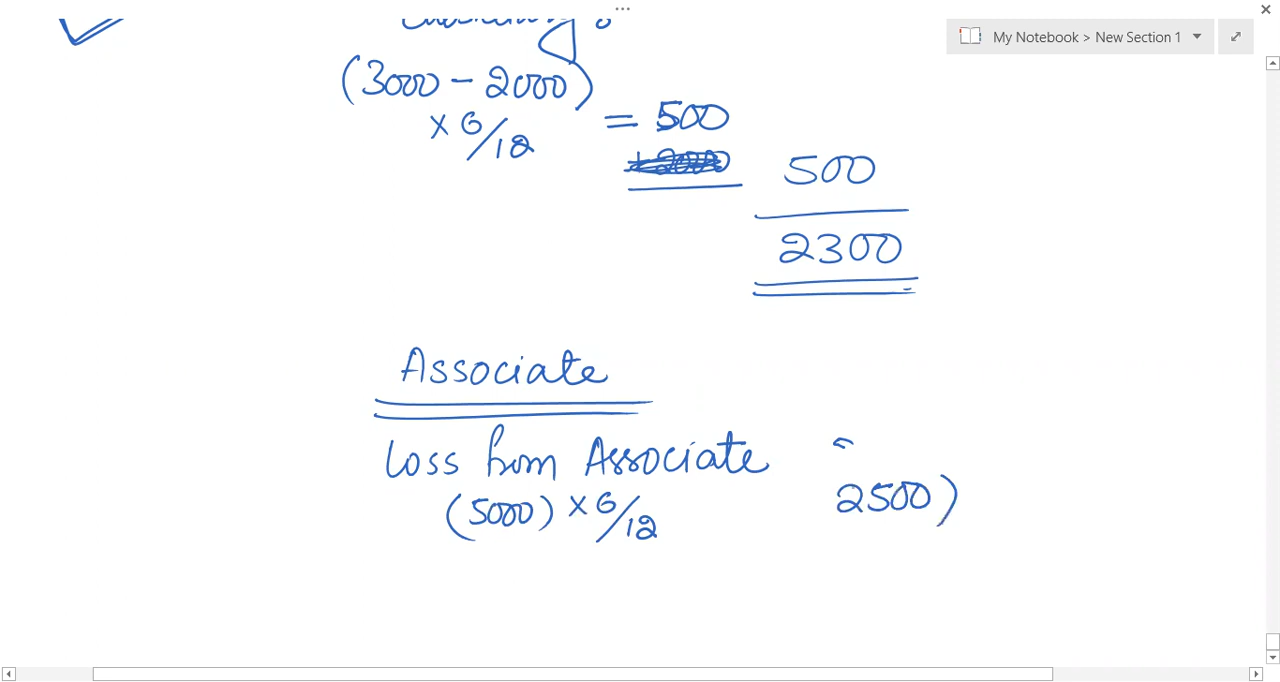 My Notebook > New Section 1
(3000 - 2000)
× 6/12 = 500
500
2300
Associate
Loss from Associate
(5000) × 6/12 2500)